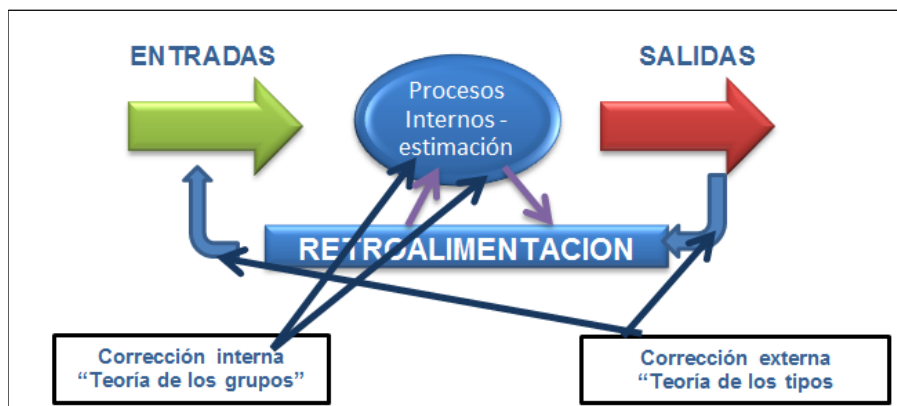 ENTRADAS
SALIDAS
Procesos
Internos -
estimación
RETROALIMENTACION
Corrección interna
“Teoría de los grupos”
Corrección externa
“Teoría de los tipos